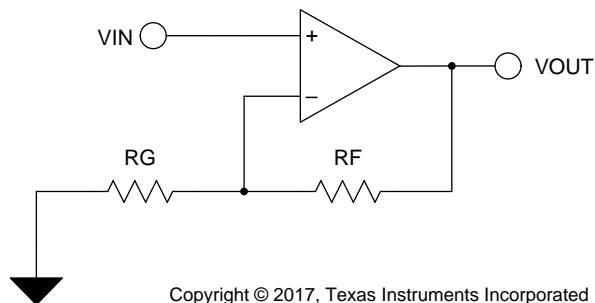 VIN
+
VOUT
−
RG
RF
Copyright © 2017, Texas Instruments Incorporated